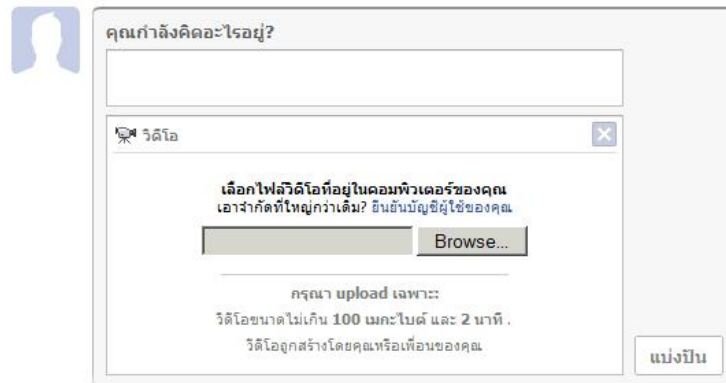 คุณกำลังคิดอะไรอยู่?
วิดีโอ
เลือกไฟล์วิดีโอที่อยู่ในคอมพิวเตอร์ของคุณ
เอาจำกัดที่ใหญ่กว่าเดิม? ยืนยันบัญชีผู้ใช้ของคุณ
Browse...
กรุณา upload เฉพาะ:
วิดีโอขนาดไม่เกิน 100 เมกะไบต์ และ 2 นาที .
วิดีโอถูกสร้างโดยคุณหรือเพื่อนของคุณ
แบ่งปัน